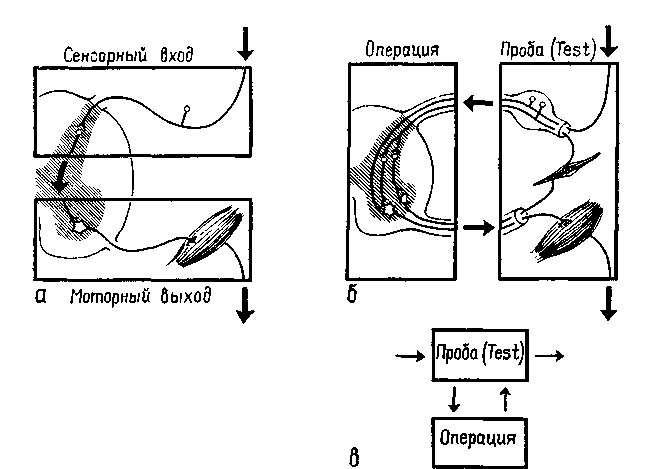 Сенсорный вход
а Моторный выход
Операция
Проба (Test)
б
Проба (Test)
Операция
в